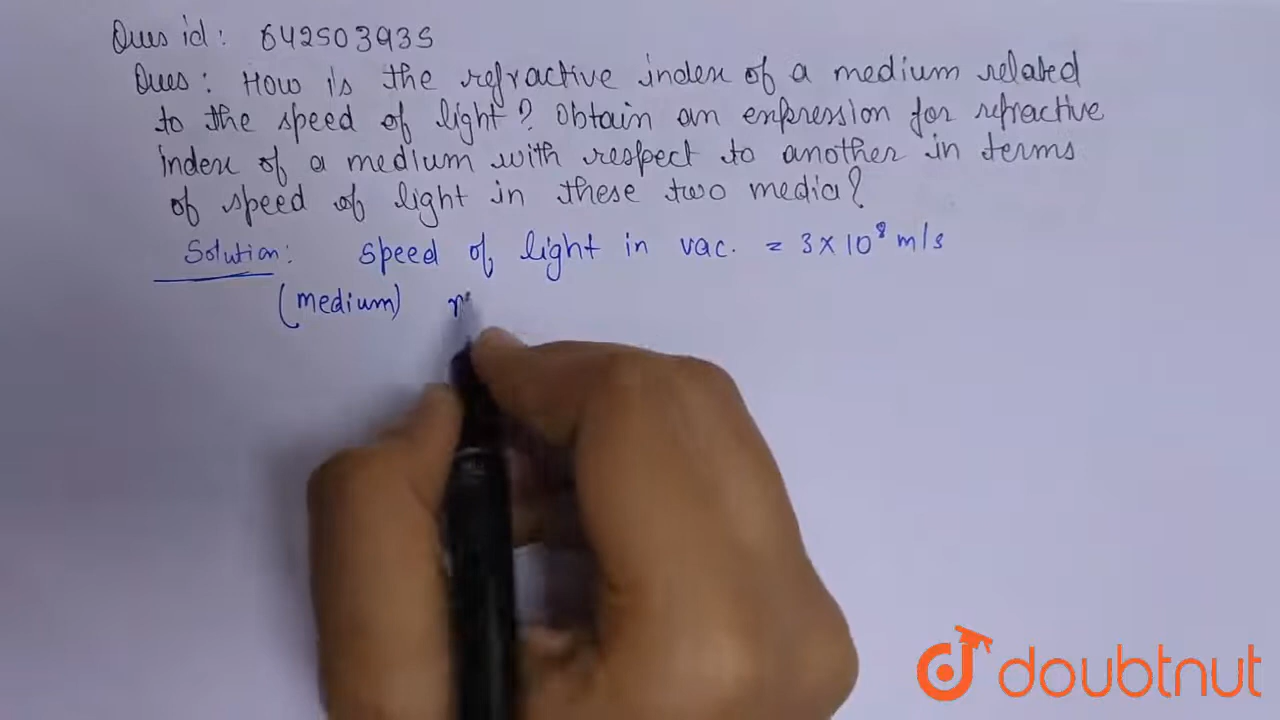 Ques id: 642503935
Ques: How is the refractive index of a medium related
to the speed of light? Obtain an expression for refractive
index of a medium with respect to another in terms
of speed of light in these two media?
Solution: speed of light in vac. = 3×10⁸ m/s
(medium)
doubtnut